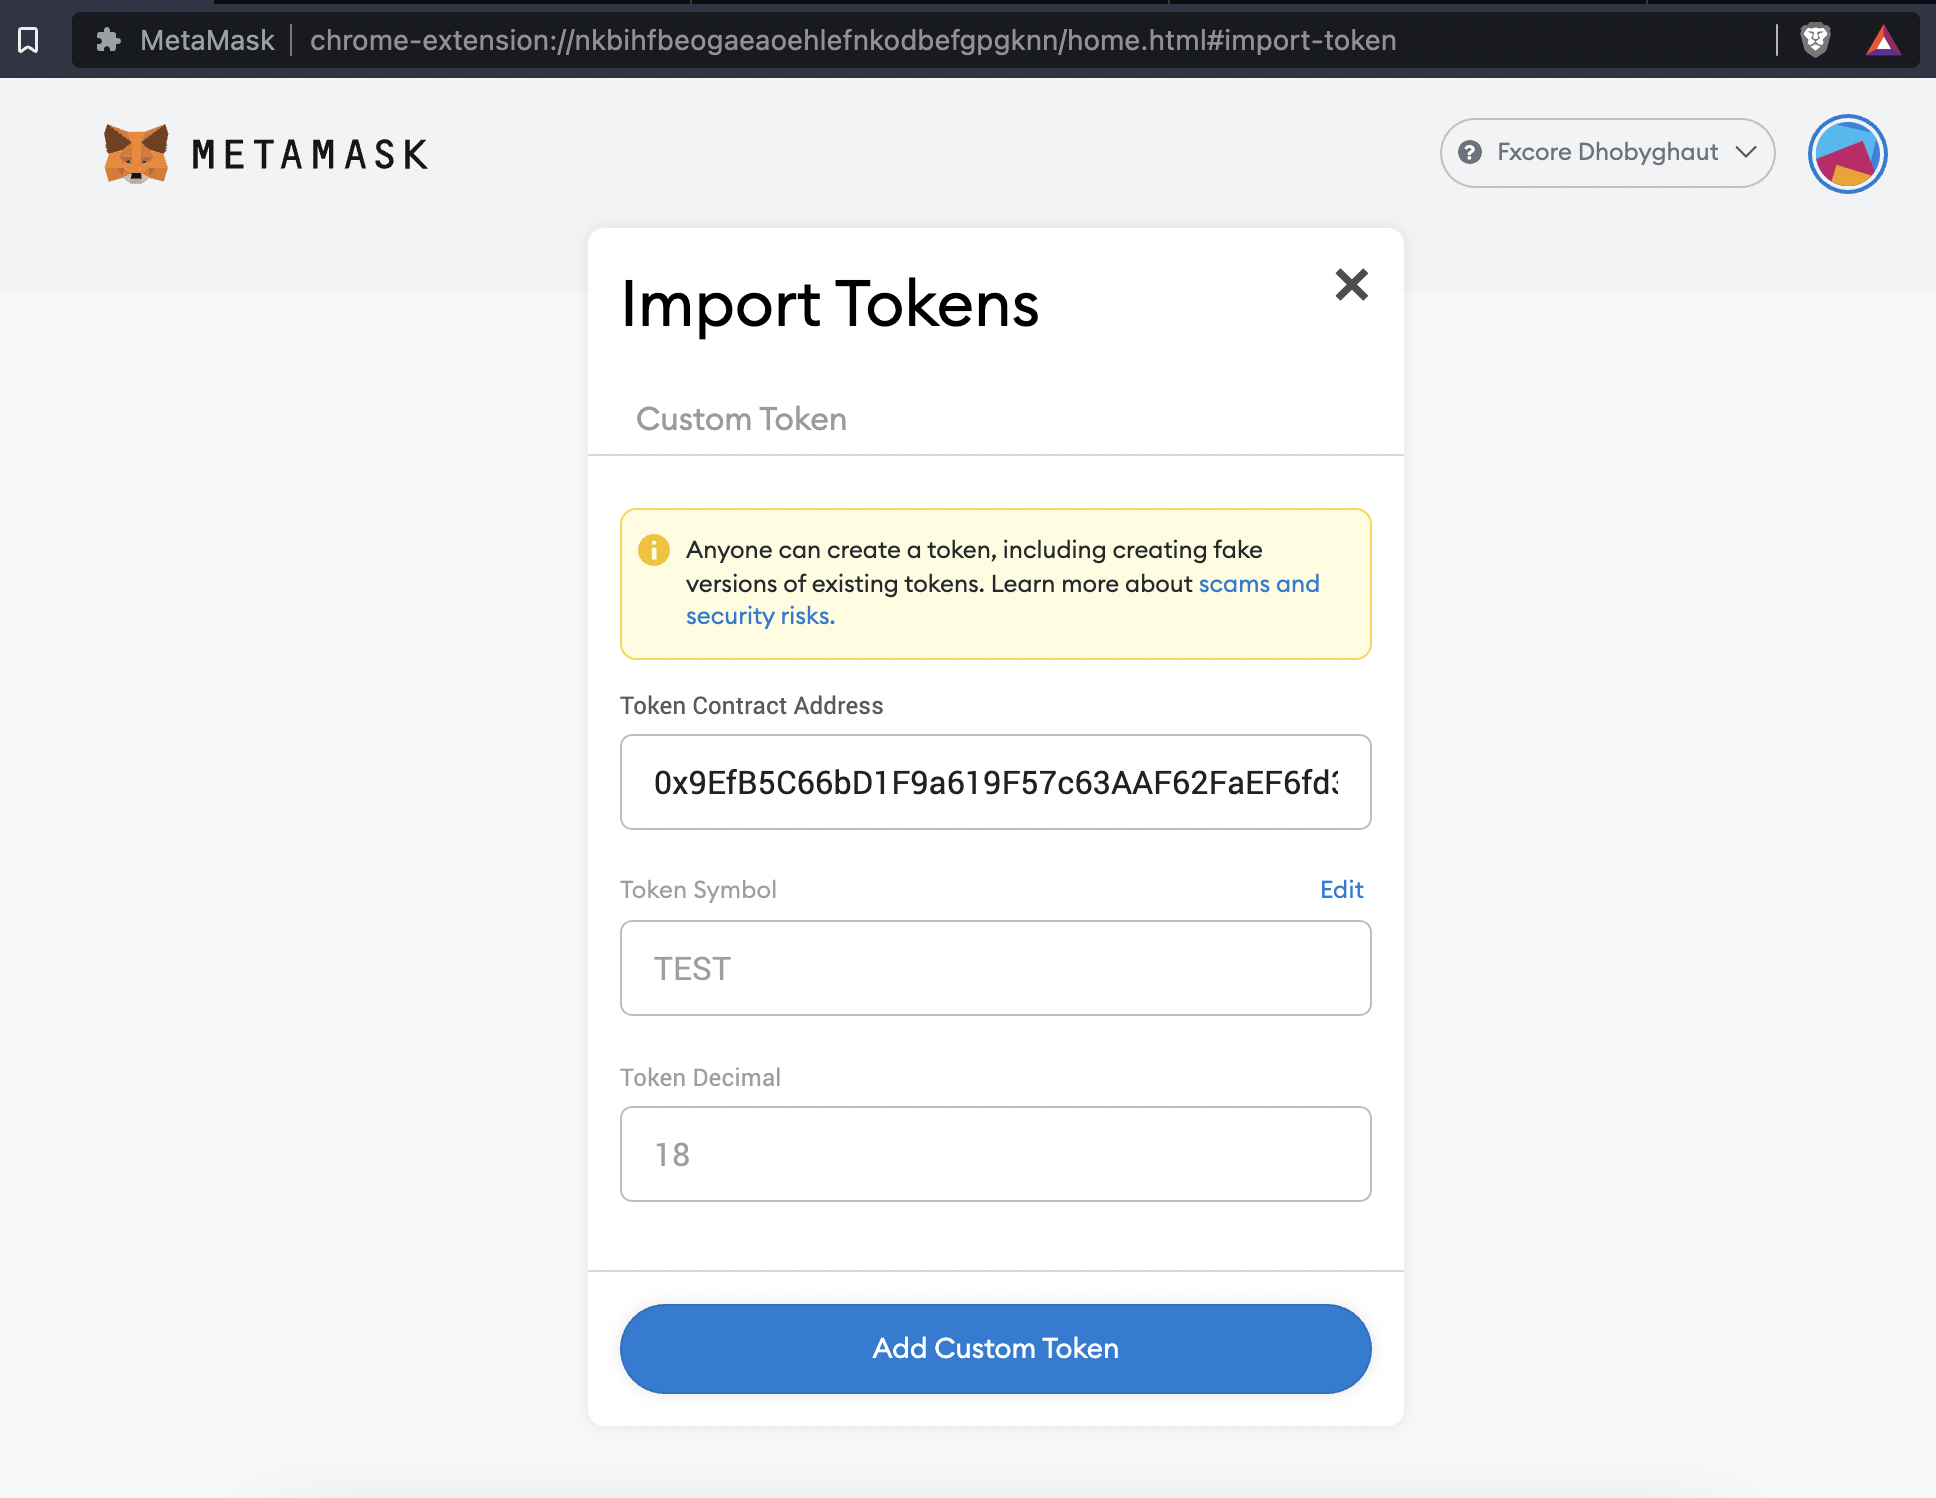 MetaMask
chrome-extension://nkbihfbeogaeaoehlefnkodbefgpgknn/home.html#import-token
METAMASK
Fxcore Dhobyghaut
Import Tokens
Custom Token
Anyone can create a token, including creating fake
versions of existing tokens. Learn more about scams and
security risks.
Token Contract Address
0x9EfB5C66bD1F9a619F57c63AAF62FaEF6fd3
Token Symbol
Edit
TEST
Token Decimal
18
Add Custom Token